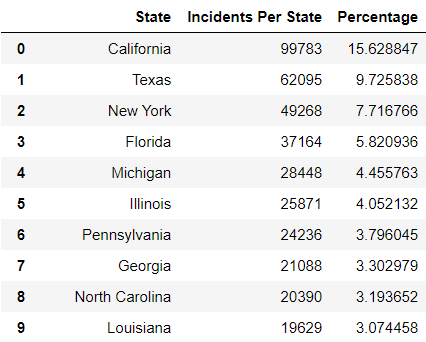 State Incidents Per State Percentage
0 California 99783 15.628847
1 Texas 62095 9.725838
2 New York 49268 7.716766
3 Florida 37164 5.820936
4 Michigan 28448 4.455763
5 Illinois 25871 4.052132
6 Pennsylvania 24236 3.796045
7 Georgia 21088 3.302979
8 North Carolina 20390 3.193652
9 Louisiana 19629 3.074458